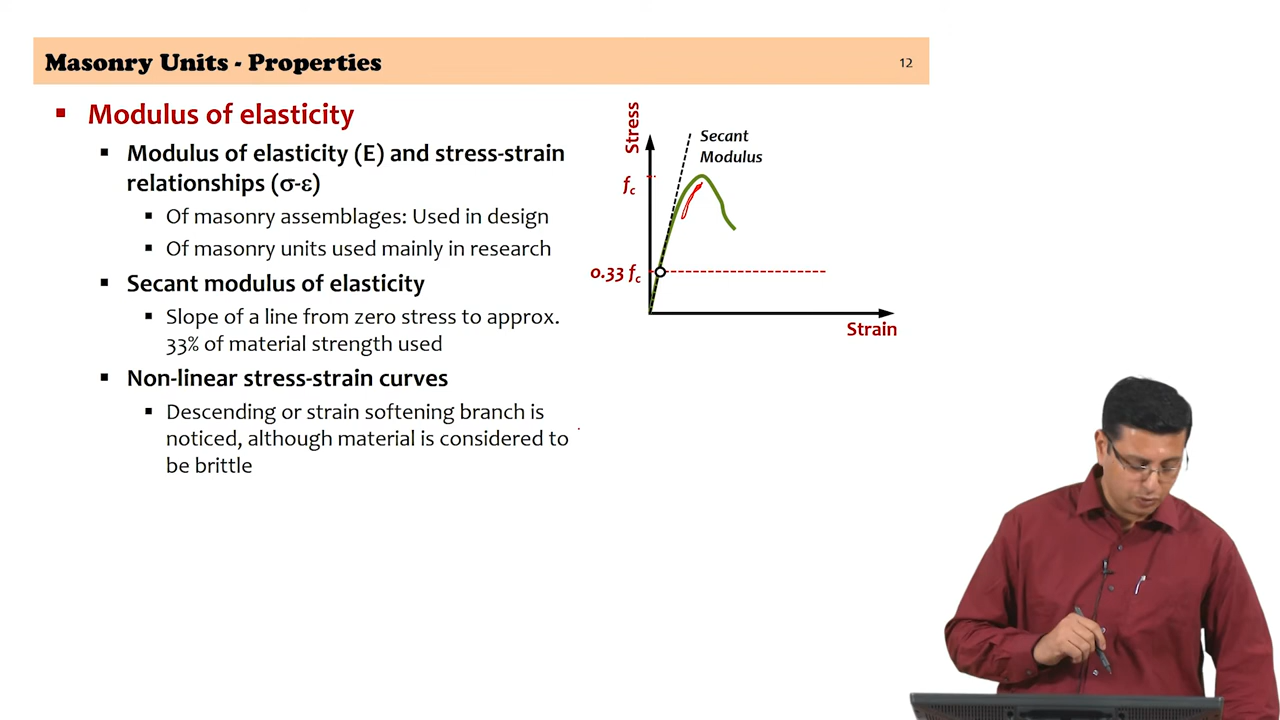 Masonry Units - Properties
12
Modulus of elasticity
Modulus of elasticity (E) and stress-strain
relationships (σ-ε)
Of masonry assemblages: Used in design
Of masonry units used mainly in research
Secant modulus of elasticity
Slope of a line from zero stress to approx.
33% of material strength used
Non-linear stress-strain curves
Descending or strain softening branch is
noticed, although material is considered to
be brittle
Stress
Secant
Modulus
fc
0.33 fc
Strain